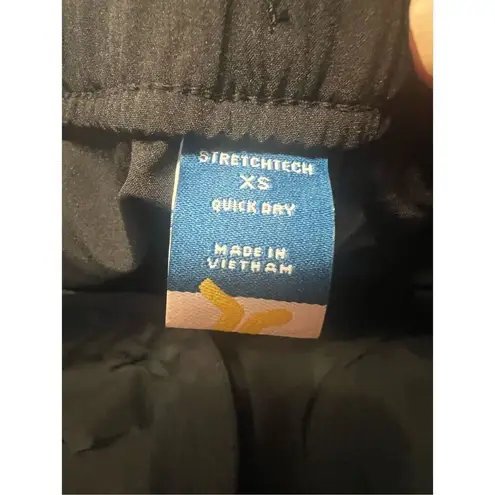 STRETCHTECH
XS
QUICK DRY
MADE IN
VIETNAM